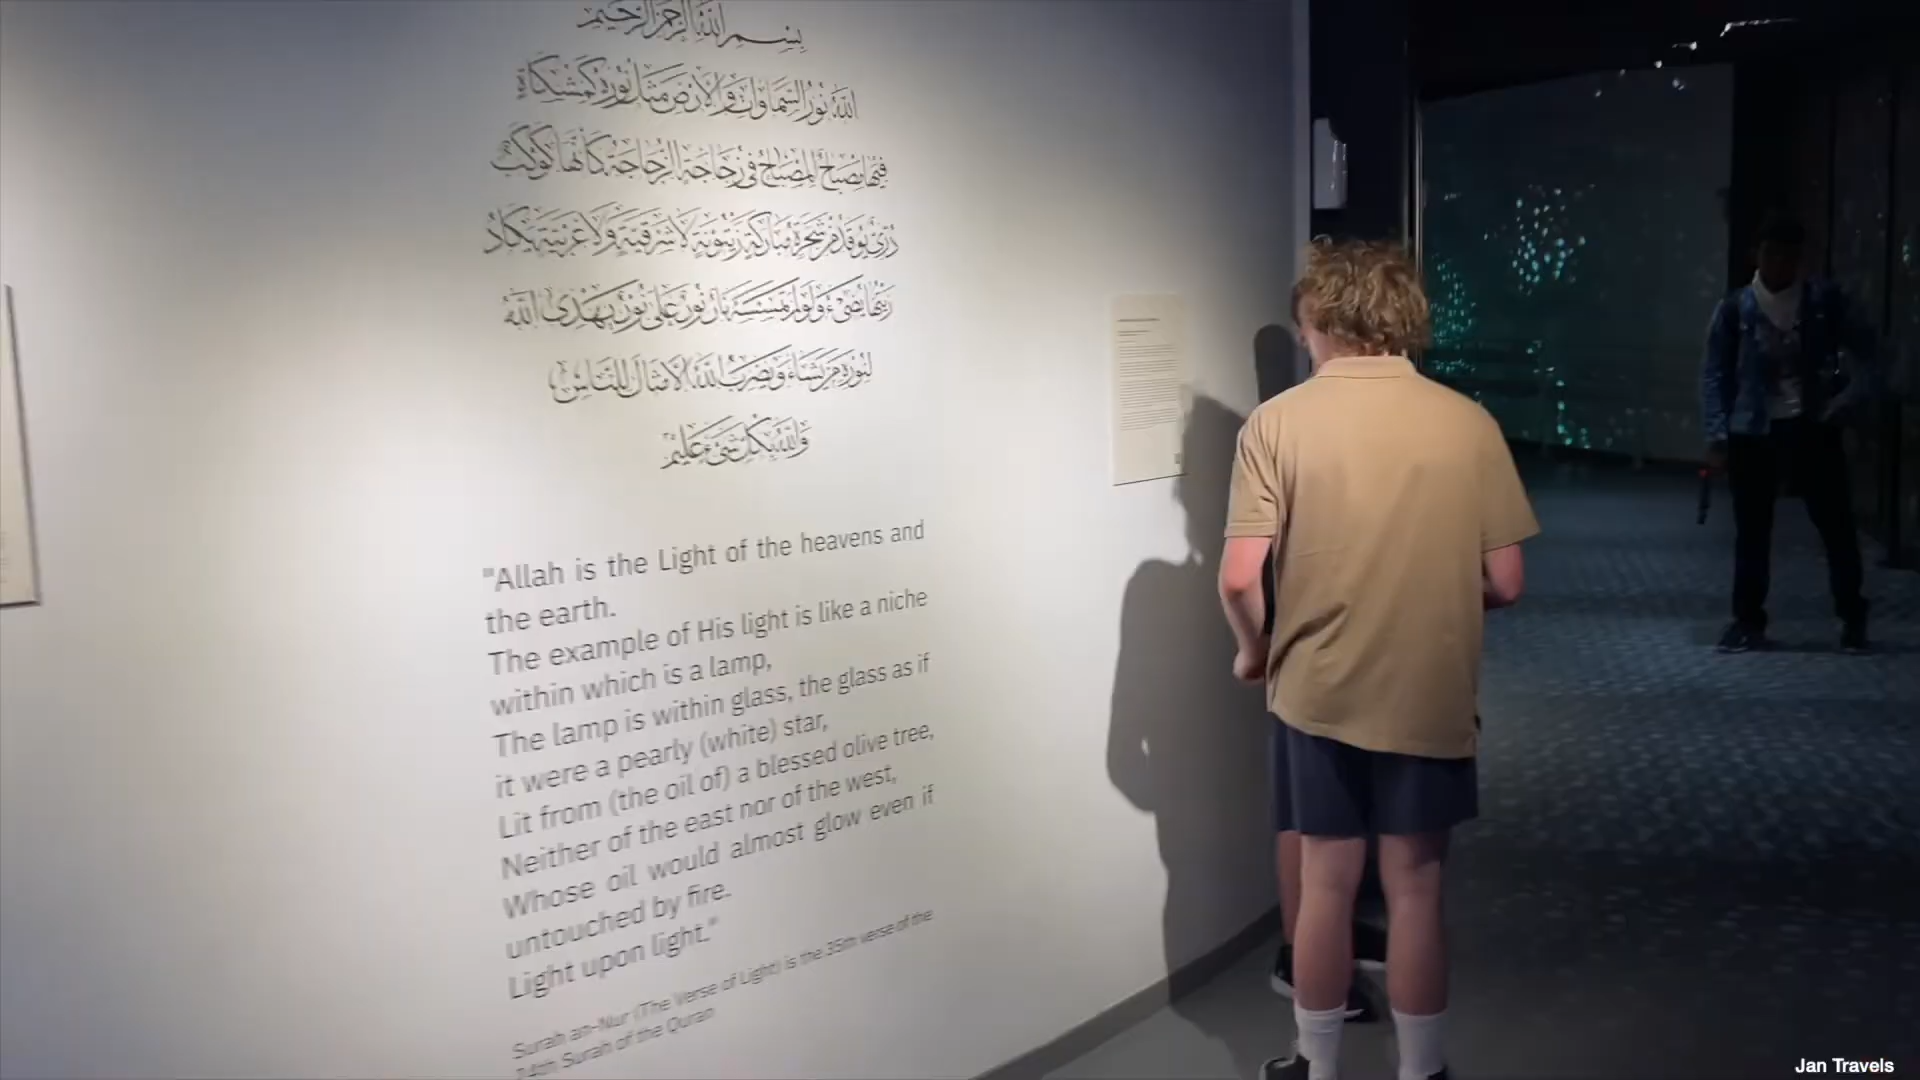 بسم الله الرحمن الرحيم
الله نور السماوات والأرض مثل نوره كمشكاة
فيها مصباح المصباح في زجاجة الزجاجة كأنها كوكب
دري يوقد من شجرة مباركة زيتونة لا شرقية ولا غربية يكاد
زيتها يضيء ولو لم تمسسه نار نور على نور يهدي الله
لنوره من يشاء ويضرب الله الأمثال للناس
والله بكل شيء عليم
"Allah is the Light of the heavens and
the earth.
The example of His light is like a niche
within which is a lamp,
The lamp is within glass, the glass as if
it were a pearly (white) star,
Lit from (the oil of) a blessed olive tree,
Neither of the east nor of the west,
Whose oil would almost glow even if
untouched by fire.
Light upon light."
Surah an-Nur (The Verse of Light) is the 35th verse of the
24th Surah of the Quran
Jan Travels